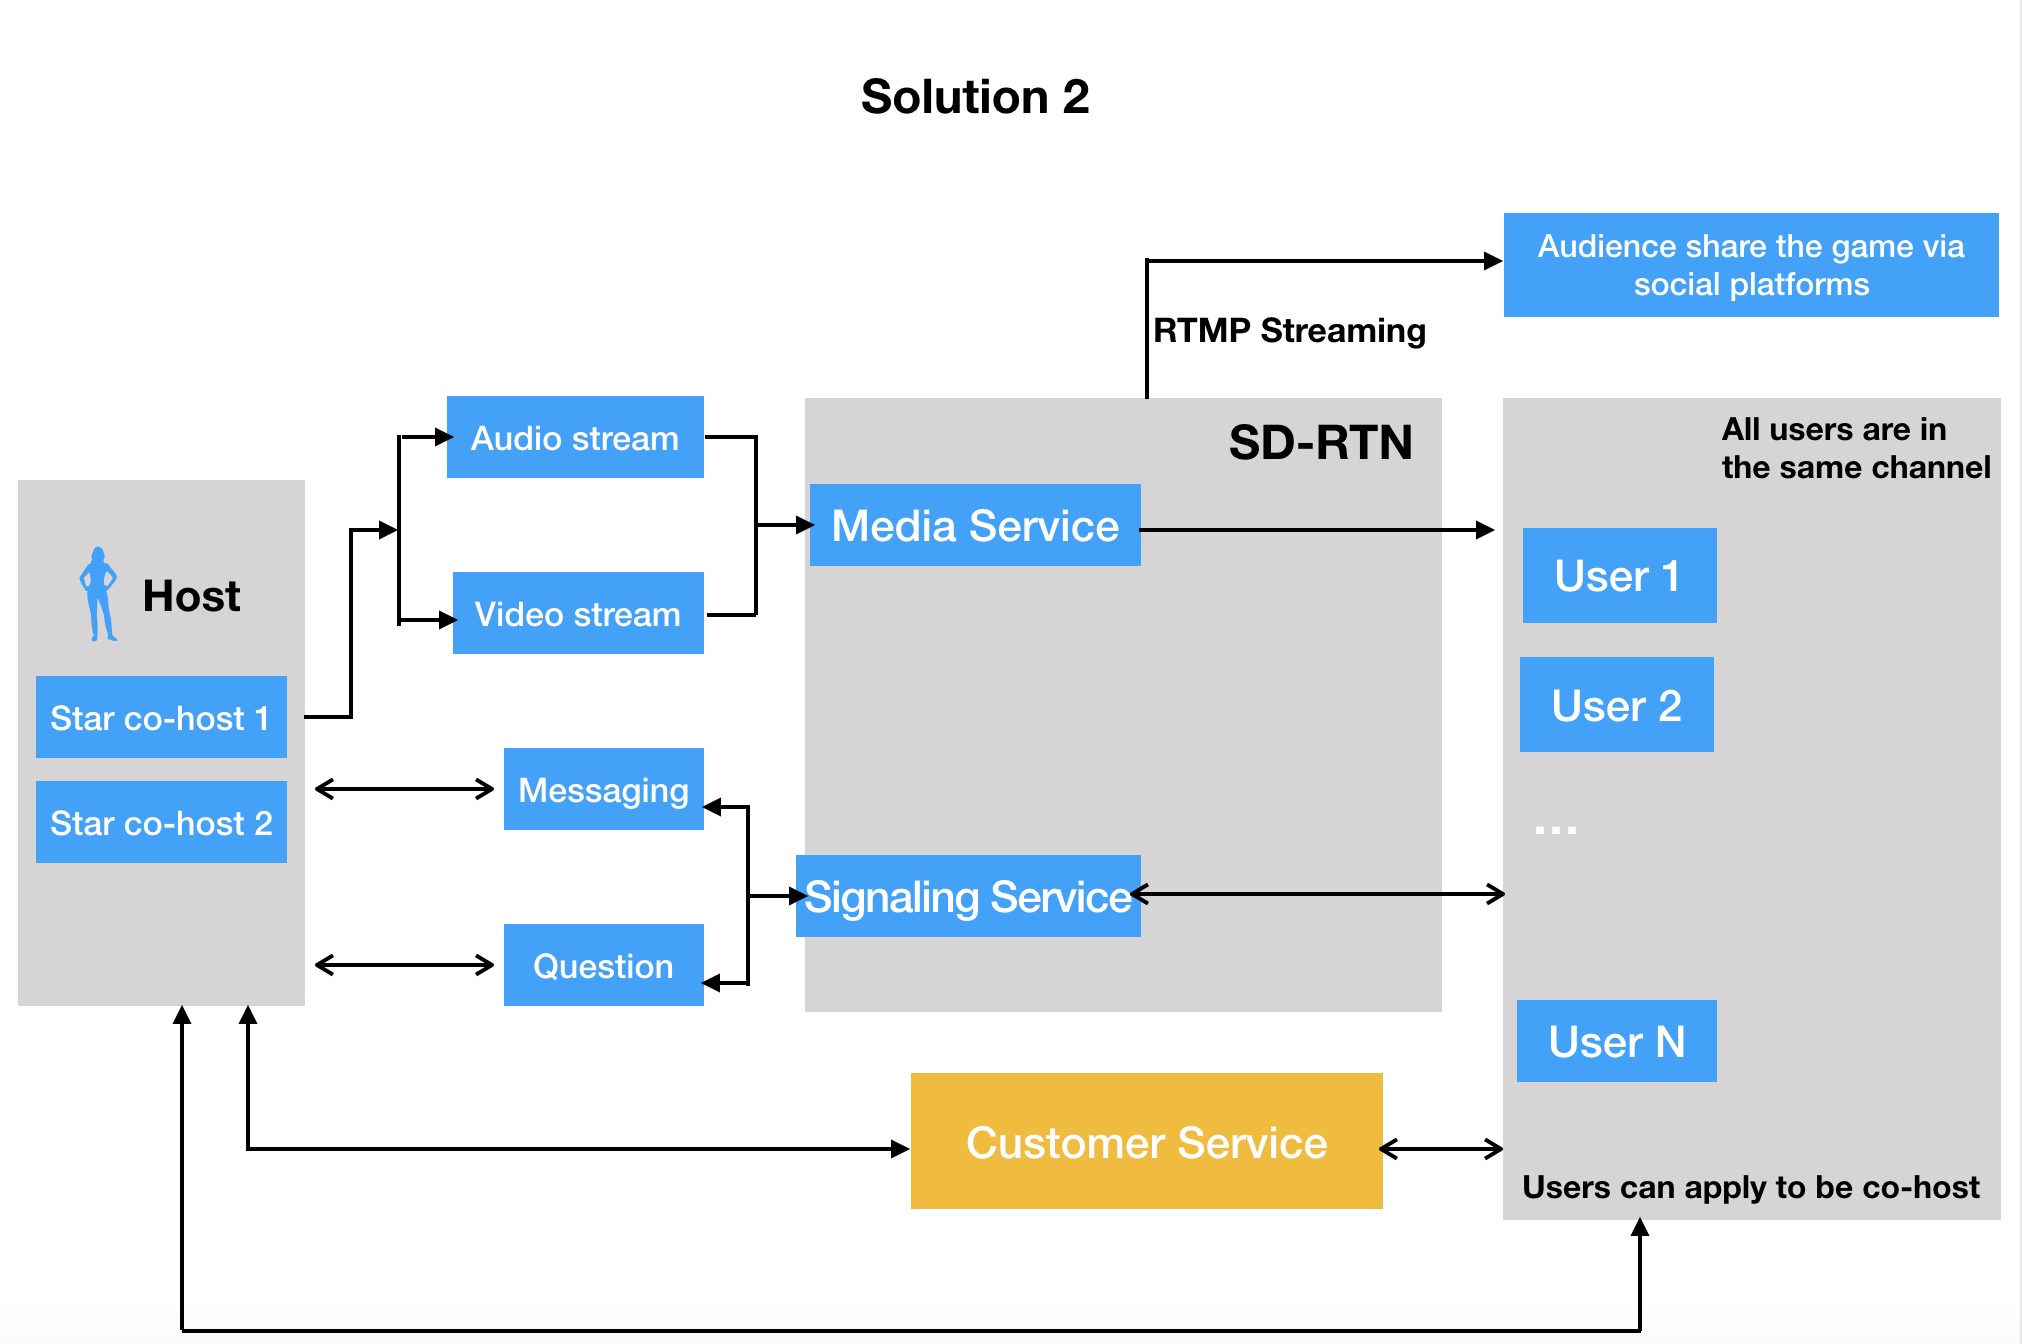 Solution 2
Audience share the game via
social platforms
RTMP Streaming
Audio stream
SD-RTN
All users are in
the same channel
Media Service
Host
Video stream
User 1
Star co-host 1
User 2
Messaging
Star co-host 2
...
Signaling Service
Question
User N
Customer Service
Users can apply to be co-host